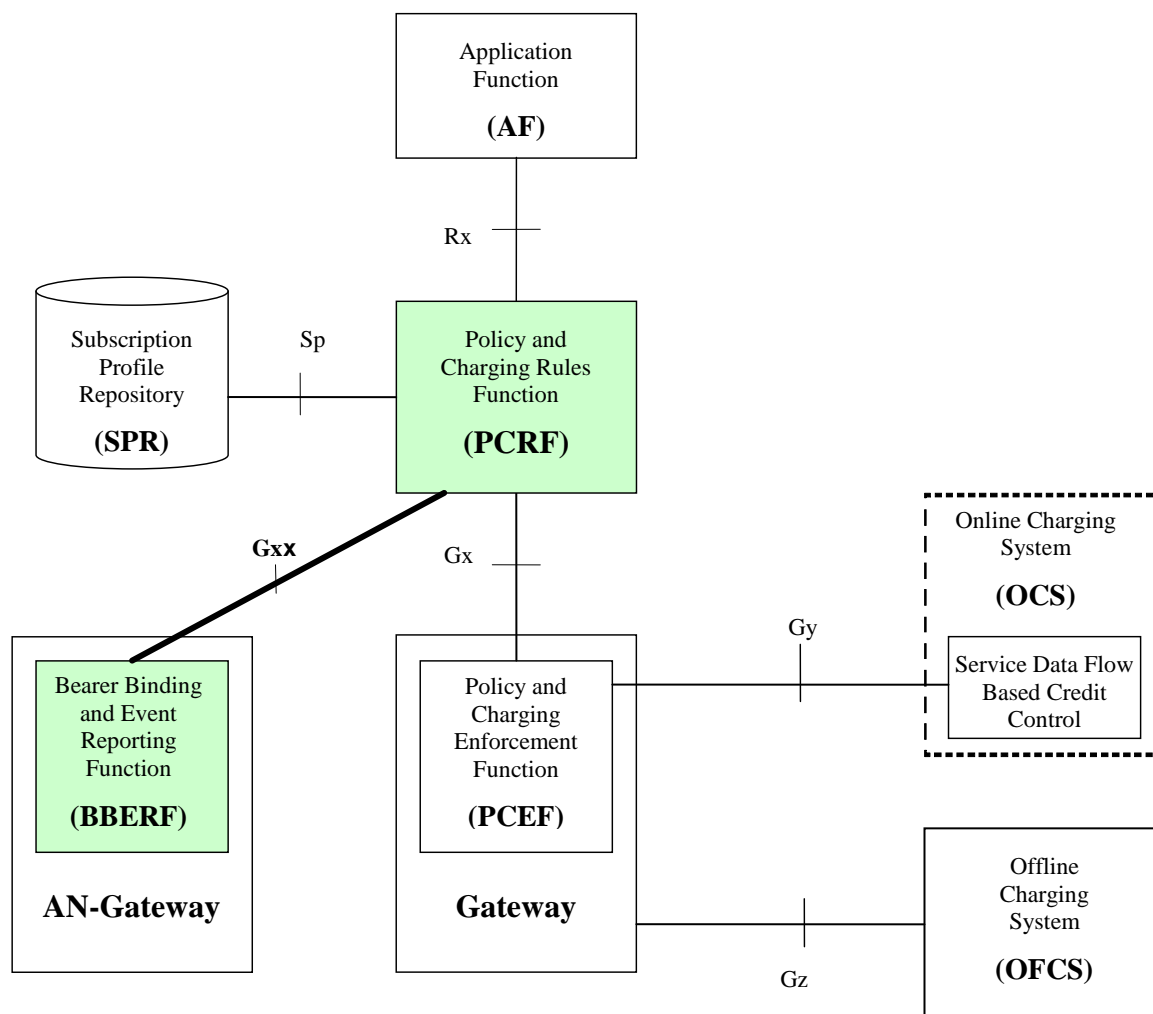 Application
Function
(AF)
Rx
Subscription
Profile
Repository
(SPR)
Sp
Policy and
Charging Rules
Function
(PCRF)
Gxx
Gx
Online Charging
System
(OCS)
Service Data Flow
Based Credit
Control
Gy
Bearer Binding
and Event
Reporting
Function
(BBERF)
AN-Gateway
Policy and
Charging
Enforcement
Function
(PCEF)
Gateway
Gz
Offline
Charging
System
(OFCS)